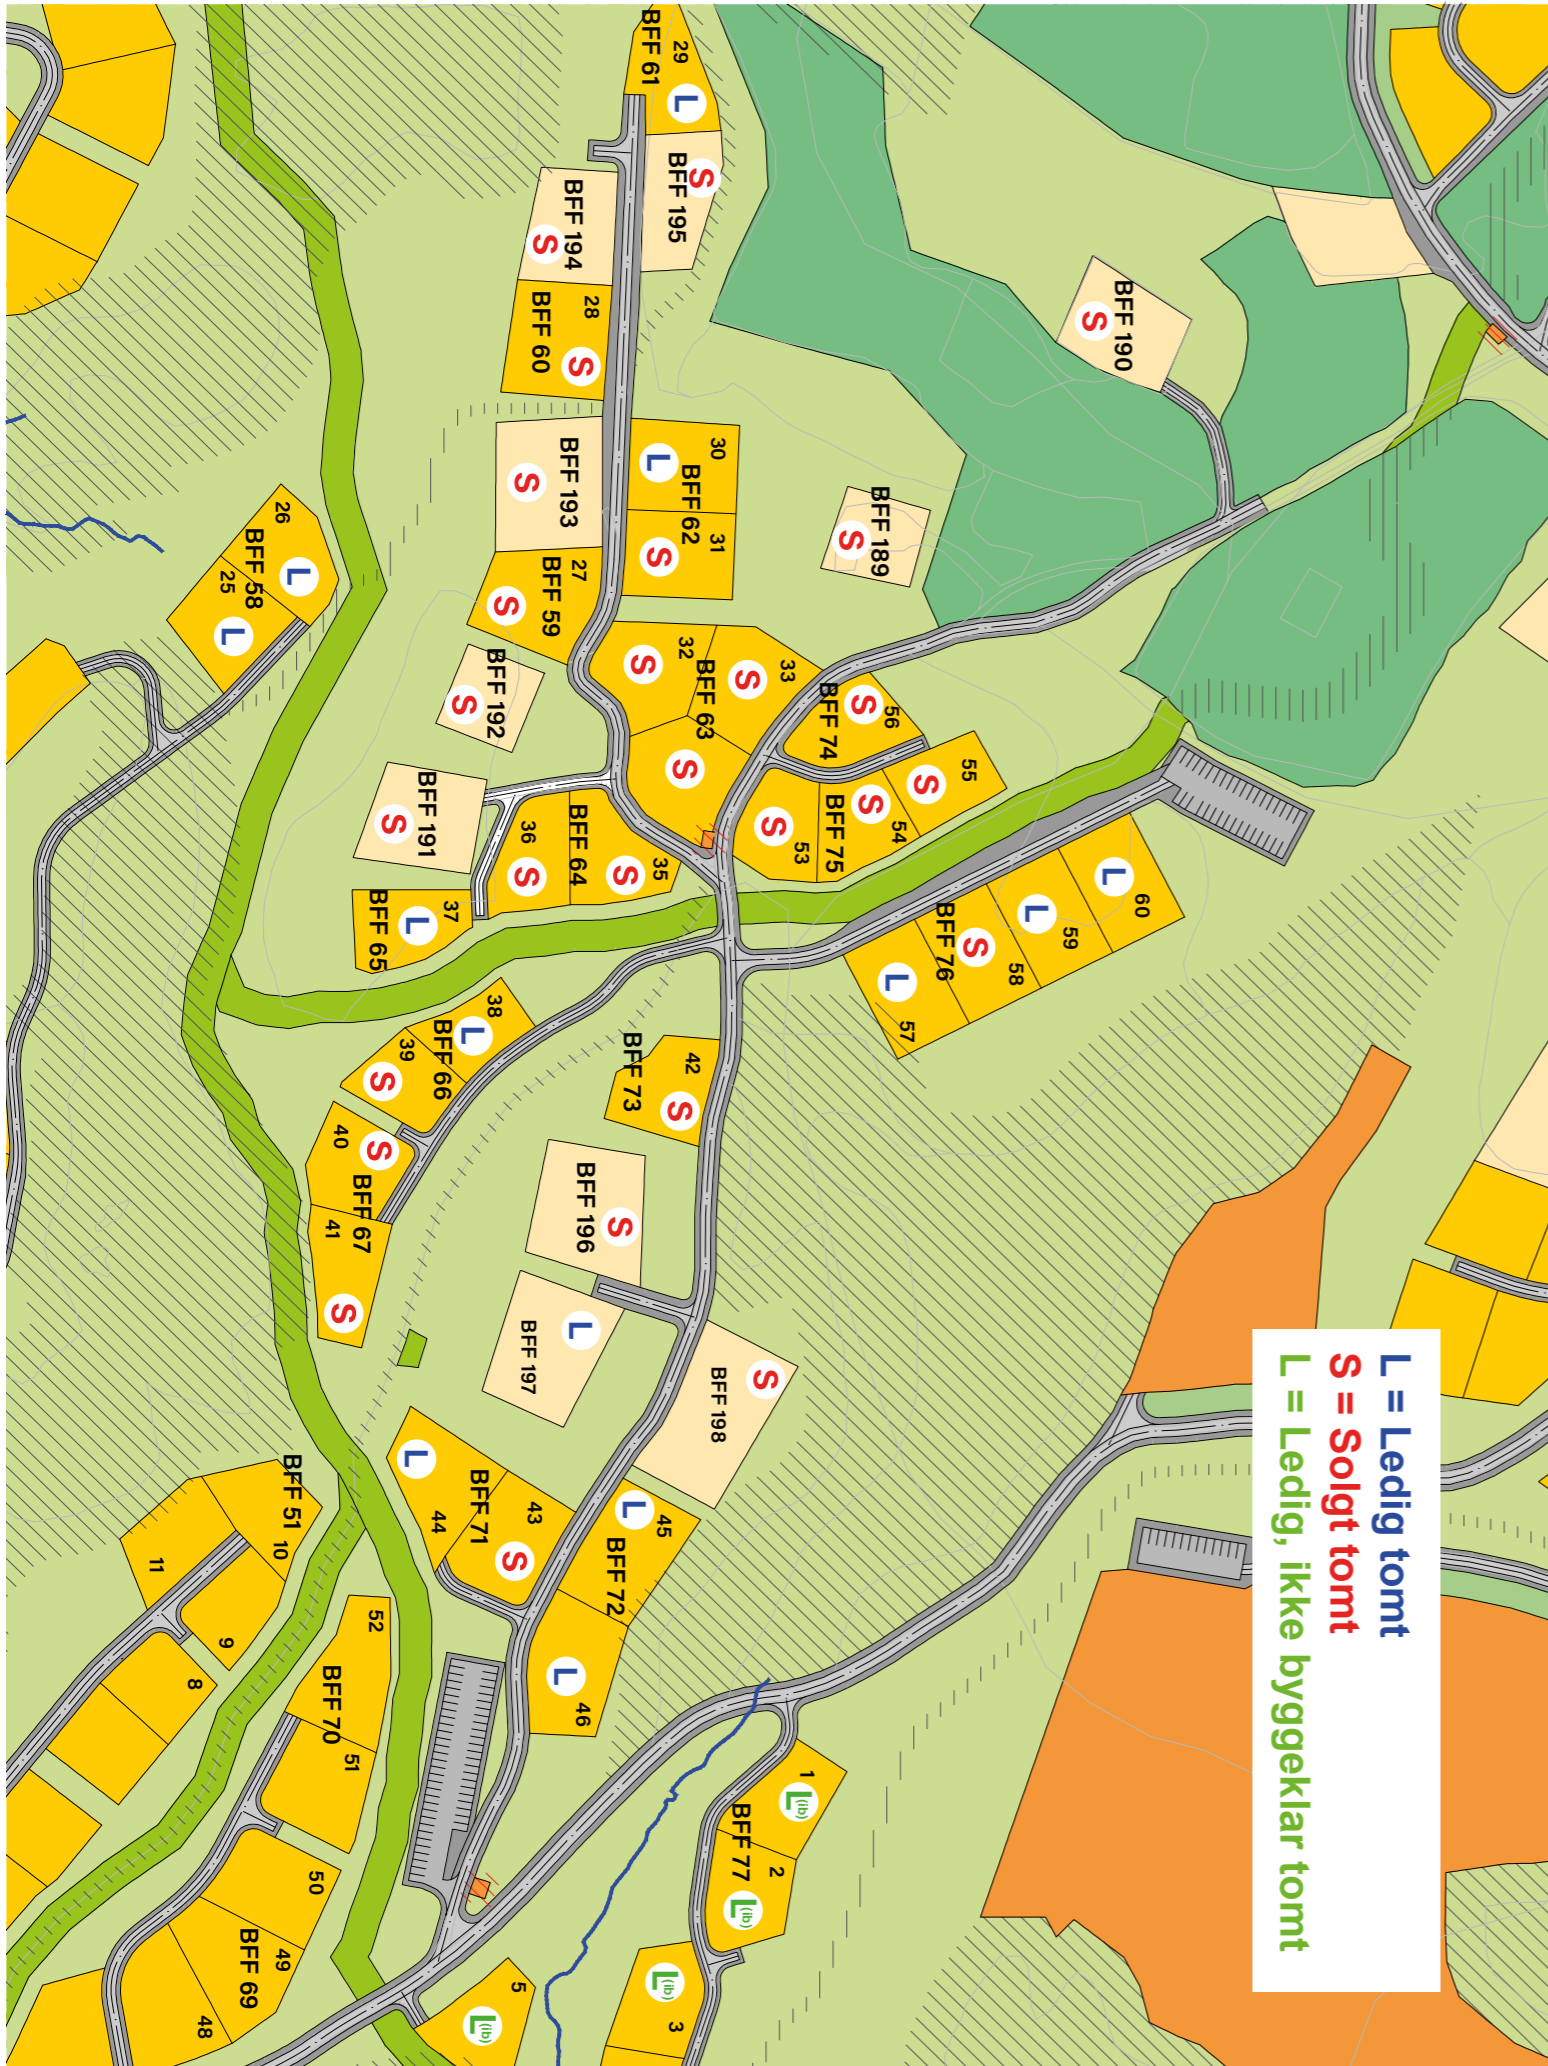 L = Ledig tomt
S = Solgt tomt
L = Ledig, ikke byggeklar tomt
29
L
BFF 61
S
BFF 195
BFF 194
S
28
BFF 60
S
BFF 190
S
BFF 193
S
30
L
BFF 62
31
S
BFF 189
S
27
BFF 59
S
26
L
BFF 58
25
L
BFF 192
S
32
S
BFF 63
33
S
S
BFF 74
56
S
55
S
54
S
BFF 75
53
S
BFF 191
S
36
S
BFF 64
35
S
37
L
BFF 65
60
L
59
L
58
S
BFF 76
57
L
38
L
BFF 66
39
S
42
S
BFF 73
40
S
BFF 67
41
S
BFF 196
S
BFF 197
L
BFF 198
S
L
BFF 71
44
43
S
45
L
BFF 72
46
L
BFF 51
10
11
9
8
52
BFF 70
51
50
49
BFF 69
48
1
L(ib)
BFF 77
2
L(ib)
3
L(ib)
5
L(ib)